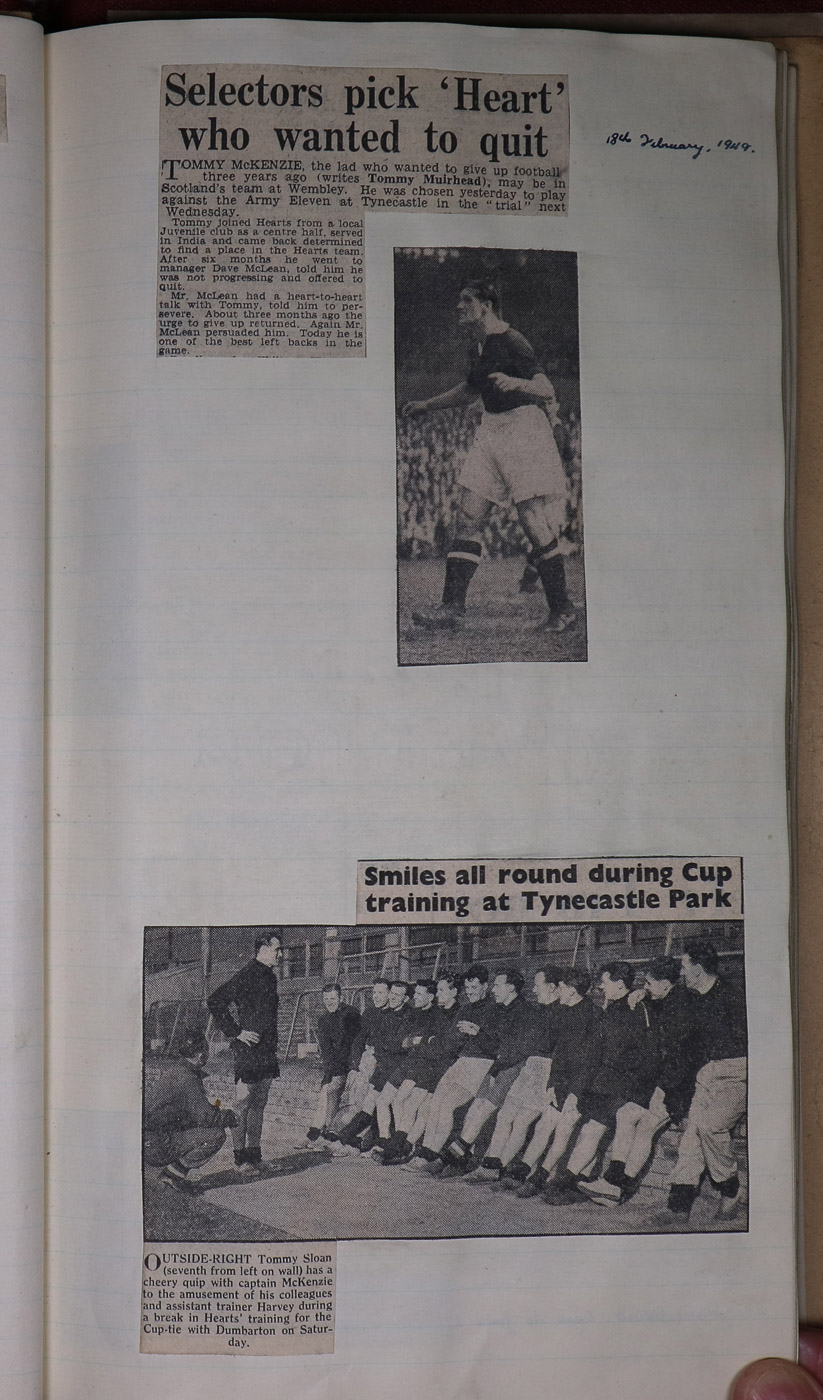 Selectors pick ‘Heart’
who wanted to quit
18th February, 1949.
TOMMY McKENZIE, the lad who wanted to give up football
three years ago (writes Tommy Muirhead), may be in
Scotland's team at Wembley. He was chosen yesterday to play
against the Army Eleven at Tynecastle in the “trial” next
Wednesday.
Tommy joined Hearts from a local
Juvenile club as a centre half, served
in India and came back determined
to find a place in the Hearts team.
After six months he went to
manager Dave McLean, told him he
was not progressing and offered to
quit.
Mr. McLean had a heart-to-heart
talk with Tommy, told him to per-
severe. About three months ago the
urge to give up returned. Again Mr.
McLean persuaded him. Today he is
one of the best left backs in the
game.
Smiles all round during Cup
training at Tynecastle Park
OUTSIDE-RIGHT Tommy Sloan
(seventh from left on wall) has a
cheery quip with captain McKenzie
to the amusement of his colleagues
and assistant trainer Harvey during
a break in Hearts' training for the
Cup-tie with Dumbarton on Satur-
day.